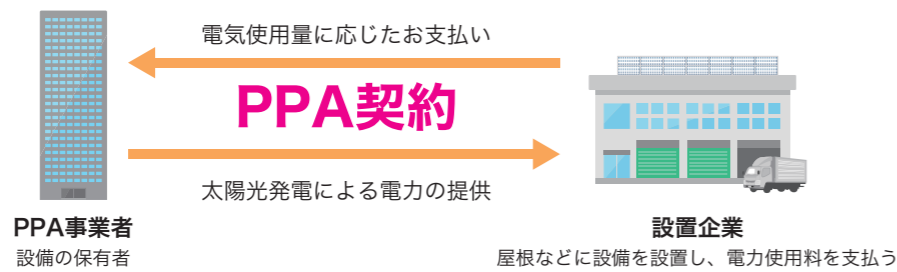 電気使用量に応じたお支払い
PPA契約
太陽光発電による電力の提供
PPA事業者
設備の保有者
設置企業
屋根などに設備を設置し、電力使用料を支払う